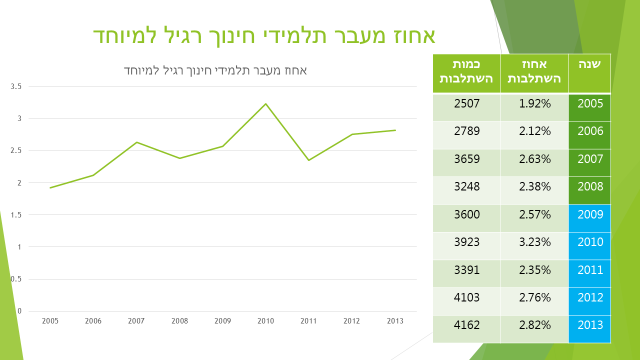 אחוז מעבר תלמידי חינוך רגיל למיוחד
אחוז מעבר תלמידי חינוך רגיל למיוחד
3.5
3
2.5
2
1.5
1
0.5
0
2005 2006 2007 2008 2009 2010 2011 2012 2013
שנה אחוז השתלבות כמות השתלבות
2005 1.92% 2507
2006 2.12% 2789
2007 2.63% 3659
2008 2.38% 3248
2009 2.57% 3600
2010 3.23% 3923
2011 2.35% 3391
2012 2.76% 4103
2013 2.82% 4162